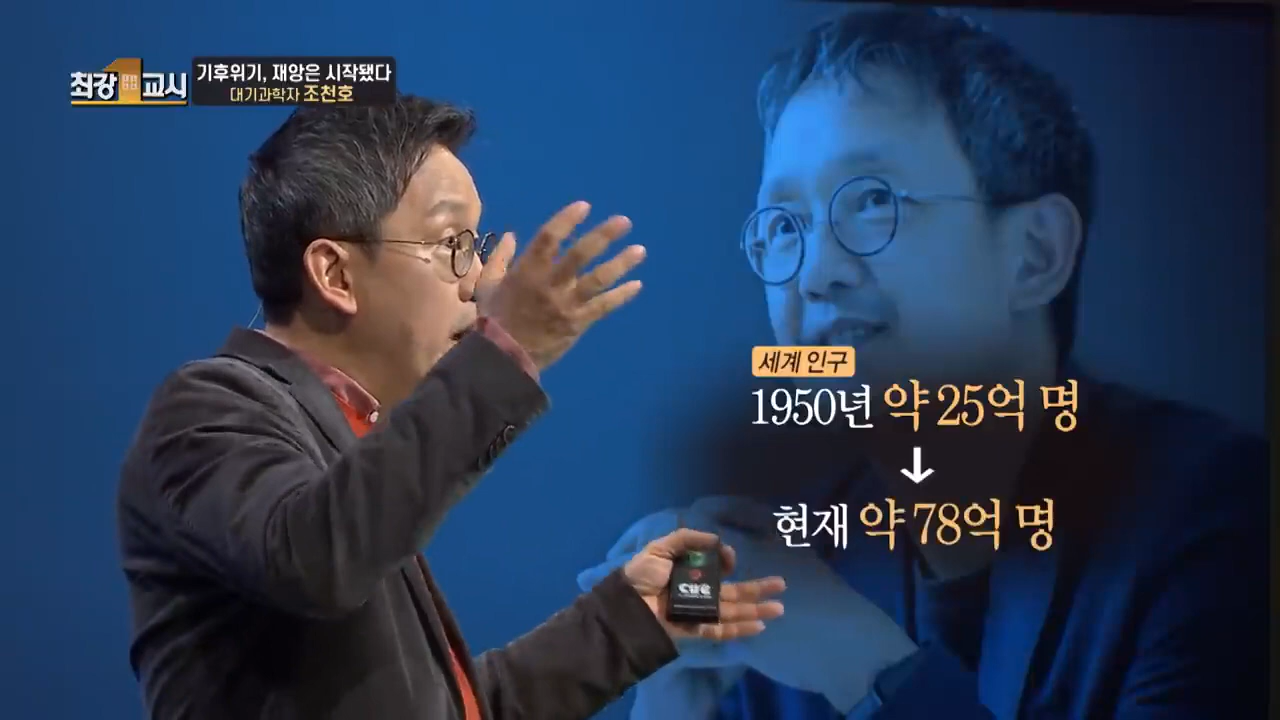 최강1교시
기후위기, 재앙은 시작됐다
대기과학자 조천호
세계 인구
1950년 약 25억 명
↓
현재 약 78억 명
cue